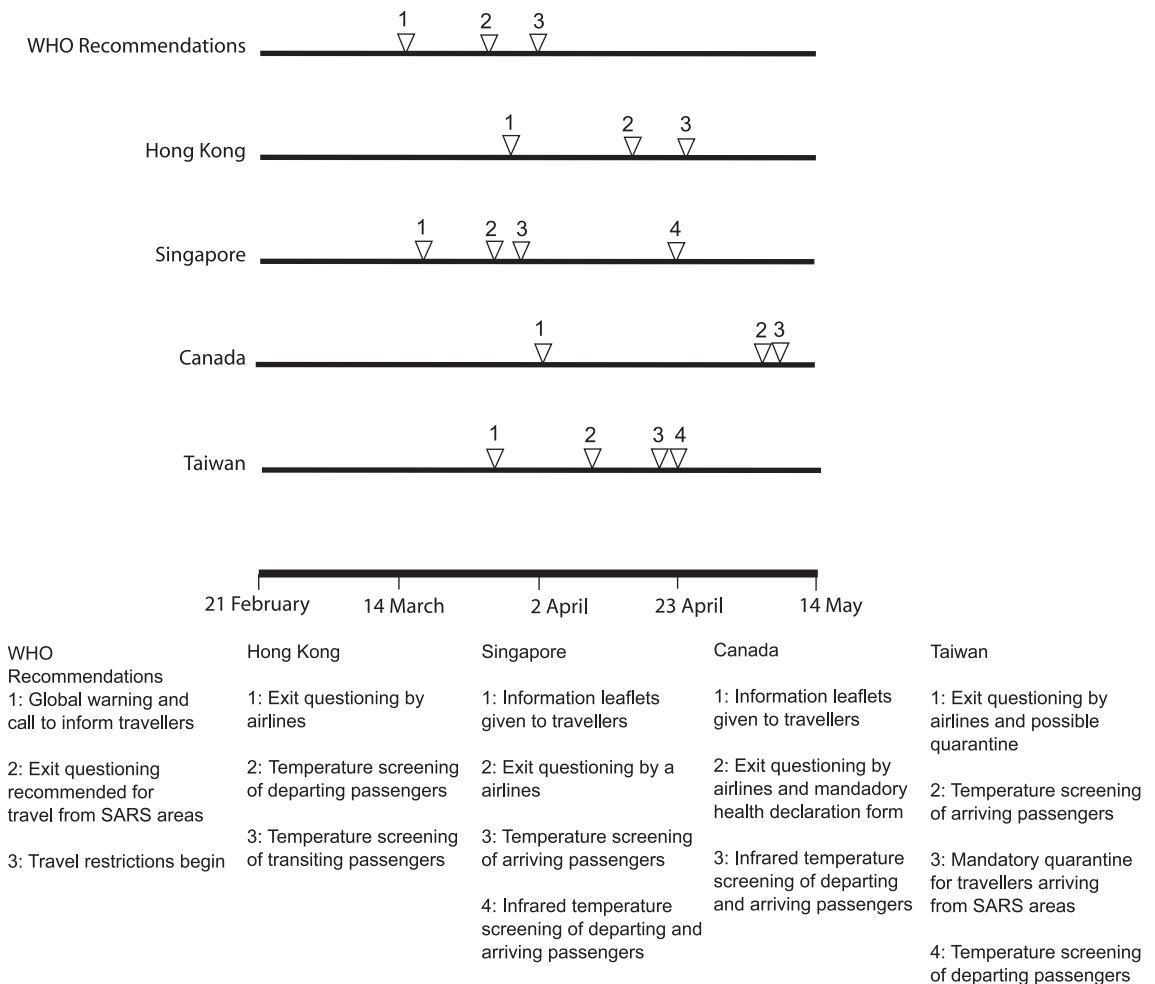 1 2 3
WHO Recommendations
1 2 3
Hong Kong
1 2 3 4
Singapore
1 2 3
Canada
1 2 3 4
Taiwan
21 February 14 March 2 April 23 April 14 May
WHO
Recommendations
1: Global warning and
call to inform travellers
2: Exit questioning
recommended for
travel from SARS areas
3: Travel restrictions begin
Hong Kong
1: Exit questioning by
airlines
2: Temperature screening
of departing passengers
3: Temperature screening
of transiting passengers
Singapore
1: Information leaflets
given to travellers
2: Exit questioning by a
airlines
3: Temperature screening
of arriving passengers
4: Infrared temperature
screening of departing and
arriving passengers
Canada
1: Information leaflets
given to travellers
2: Exit questioning by
airlines and mandadory
health declaration form
3: Infrared temperature
screening of departing
and arriving passengers
Taiwan
1: Exit questioning by
airlines and possible
quarantine
2: Temperature screening
of arriving passengers
3: Mandatory quarantine
for travellers arriving
from SARS areas
4: Temperature screening
of departing passengers